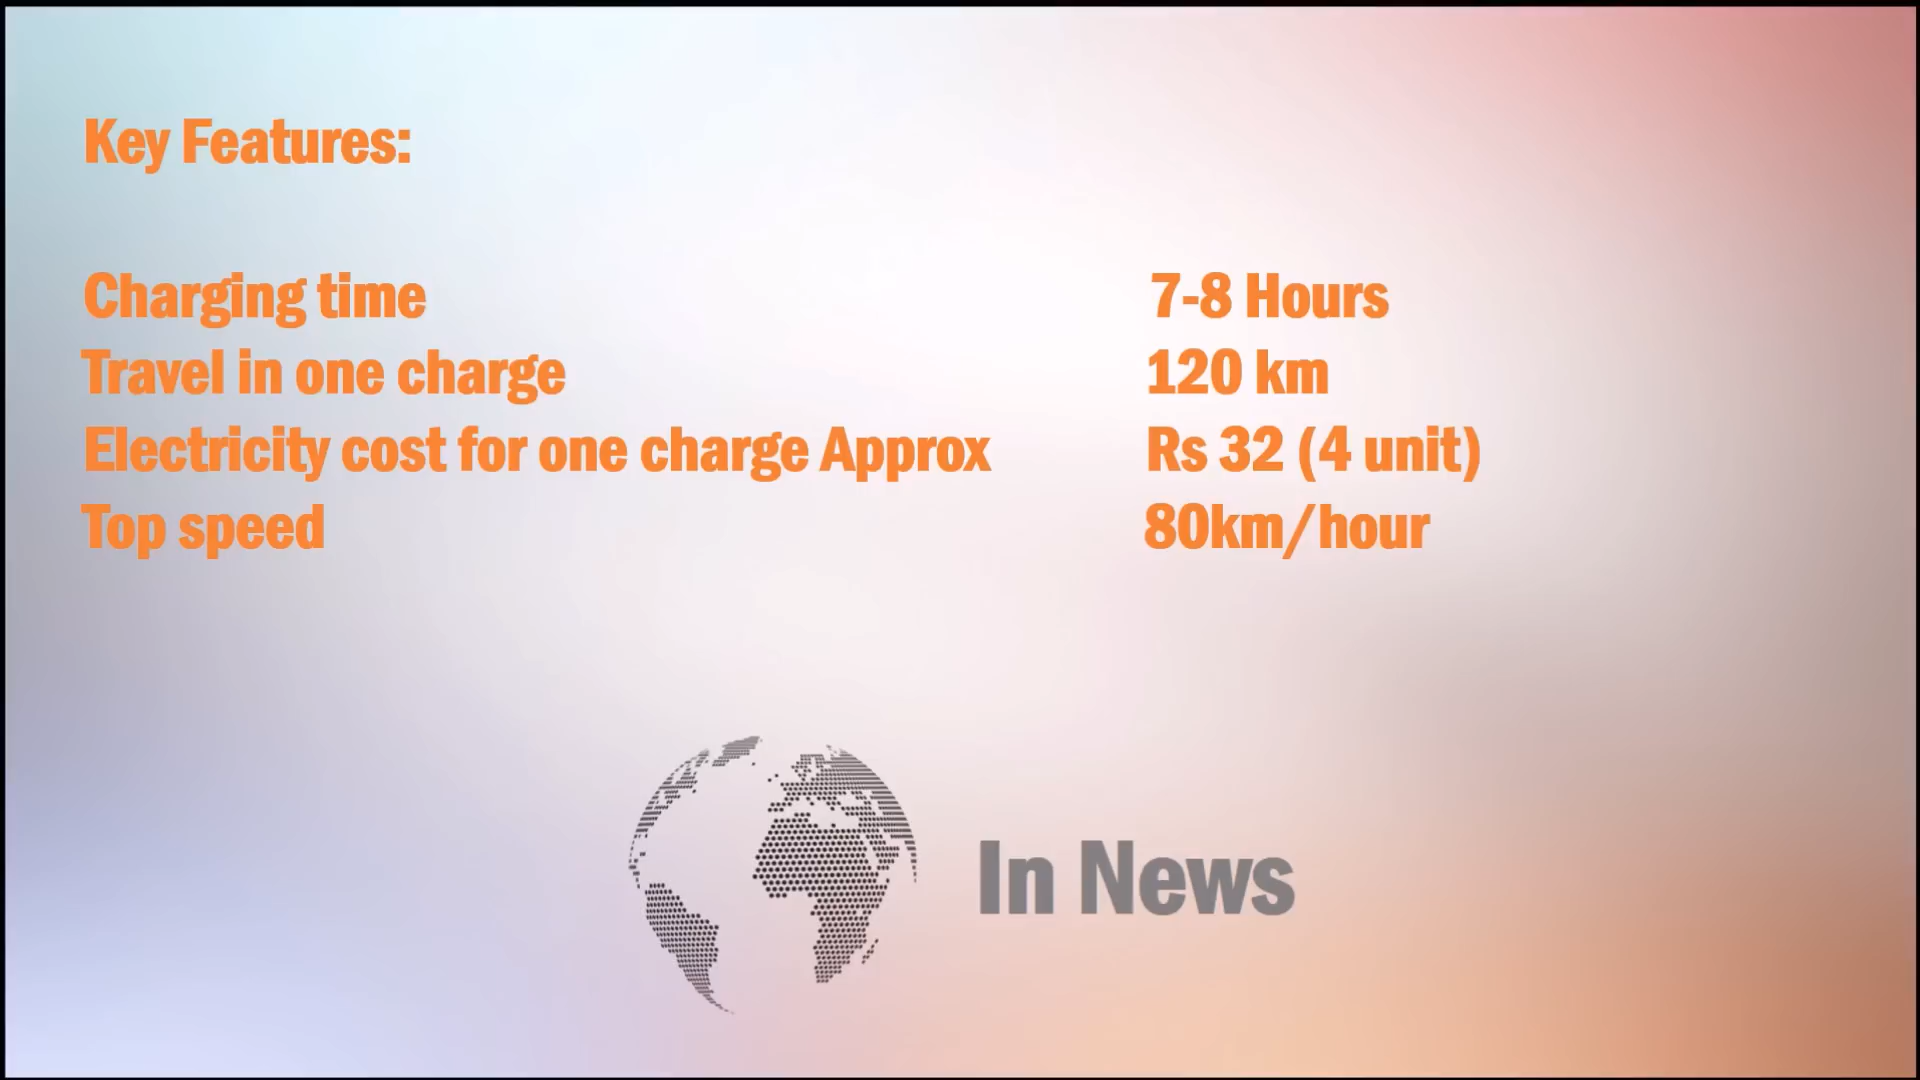 Key Features:
Charging time 7-8 Hours
Travel in one charge 120 km
Electricity cost for one charge Approx Rs 32 (4 unit)
Top speed 80km/hour
In News